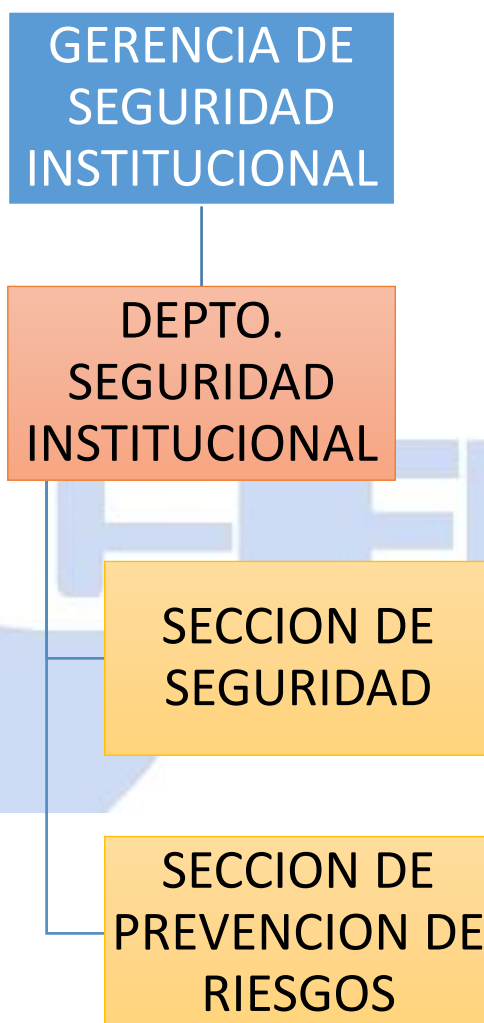 GERENCIA DE
SEGURIDAD
INSTITUCIONAL
DEPTO.
SEGURIDAD
INSTITUCIONAL
SECCION DE
SEGURIDAD
SECCION DE
PREVENCION DE
RIESGOS